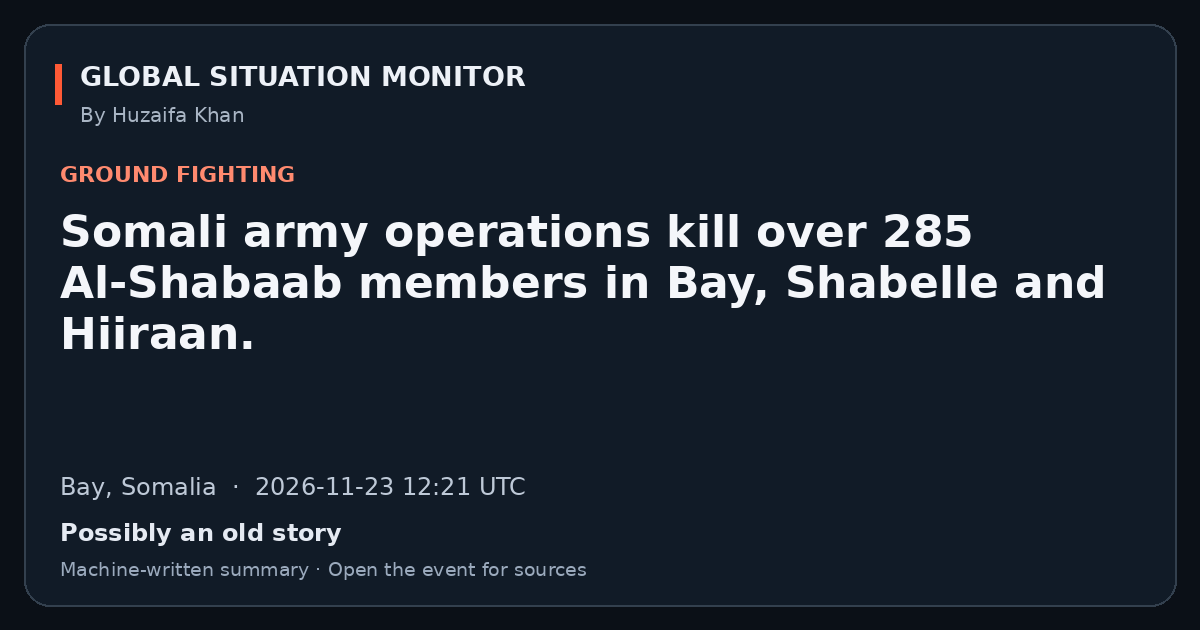 GLOBAL SITUATION MONITOR
By Huzaifa Khan
GROUND FIGHTING
Somali army operations kill over 285
Al-Shabaab members in Bay, Shabelle and
Hiiraan.
Bay, Somalia · 2026-11-23 12:21 UTC
Possibly an old story
Machine-written summary · Open the event for sources